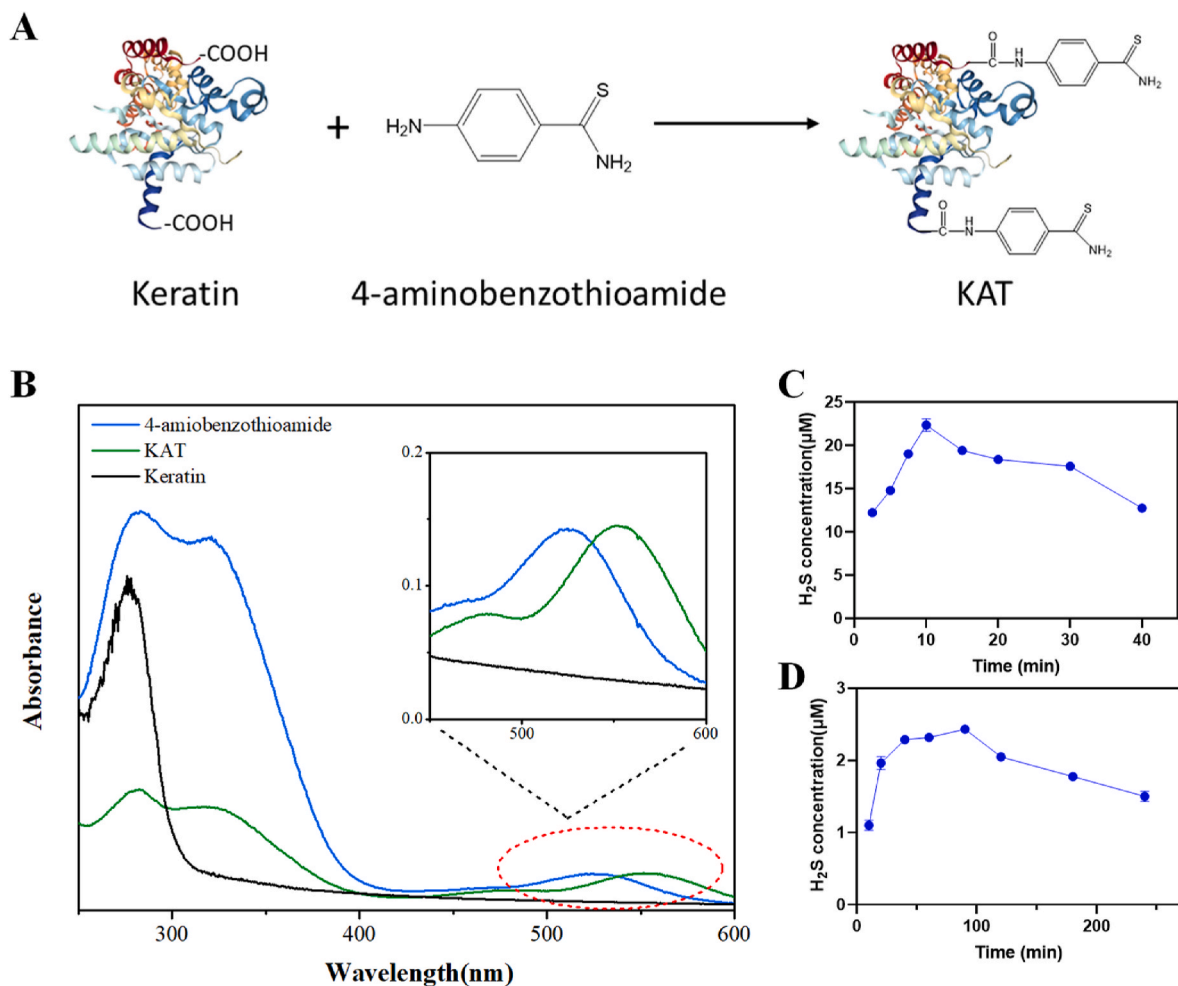 A
-COOH
-COOH
Keratin
+
H₂N
S
NH₂
4-aminobenzothioamide
O
C
H
N
S
NH₂
O
C
H
N
S
NH₂
KAT
B
4-amiobenzothioamide
KAT
Keratin
0.2
0.1
0.0
500
600
Absorbance
300
400
500
600
Wavelength(nm)
C
H₂S concentration(μM)
25
20
15
10
5
0
0
10
20
30
40
Time (min)
D
H₂S concentration(μM)
3
2
1
0
0
100
200
Time (min)